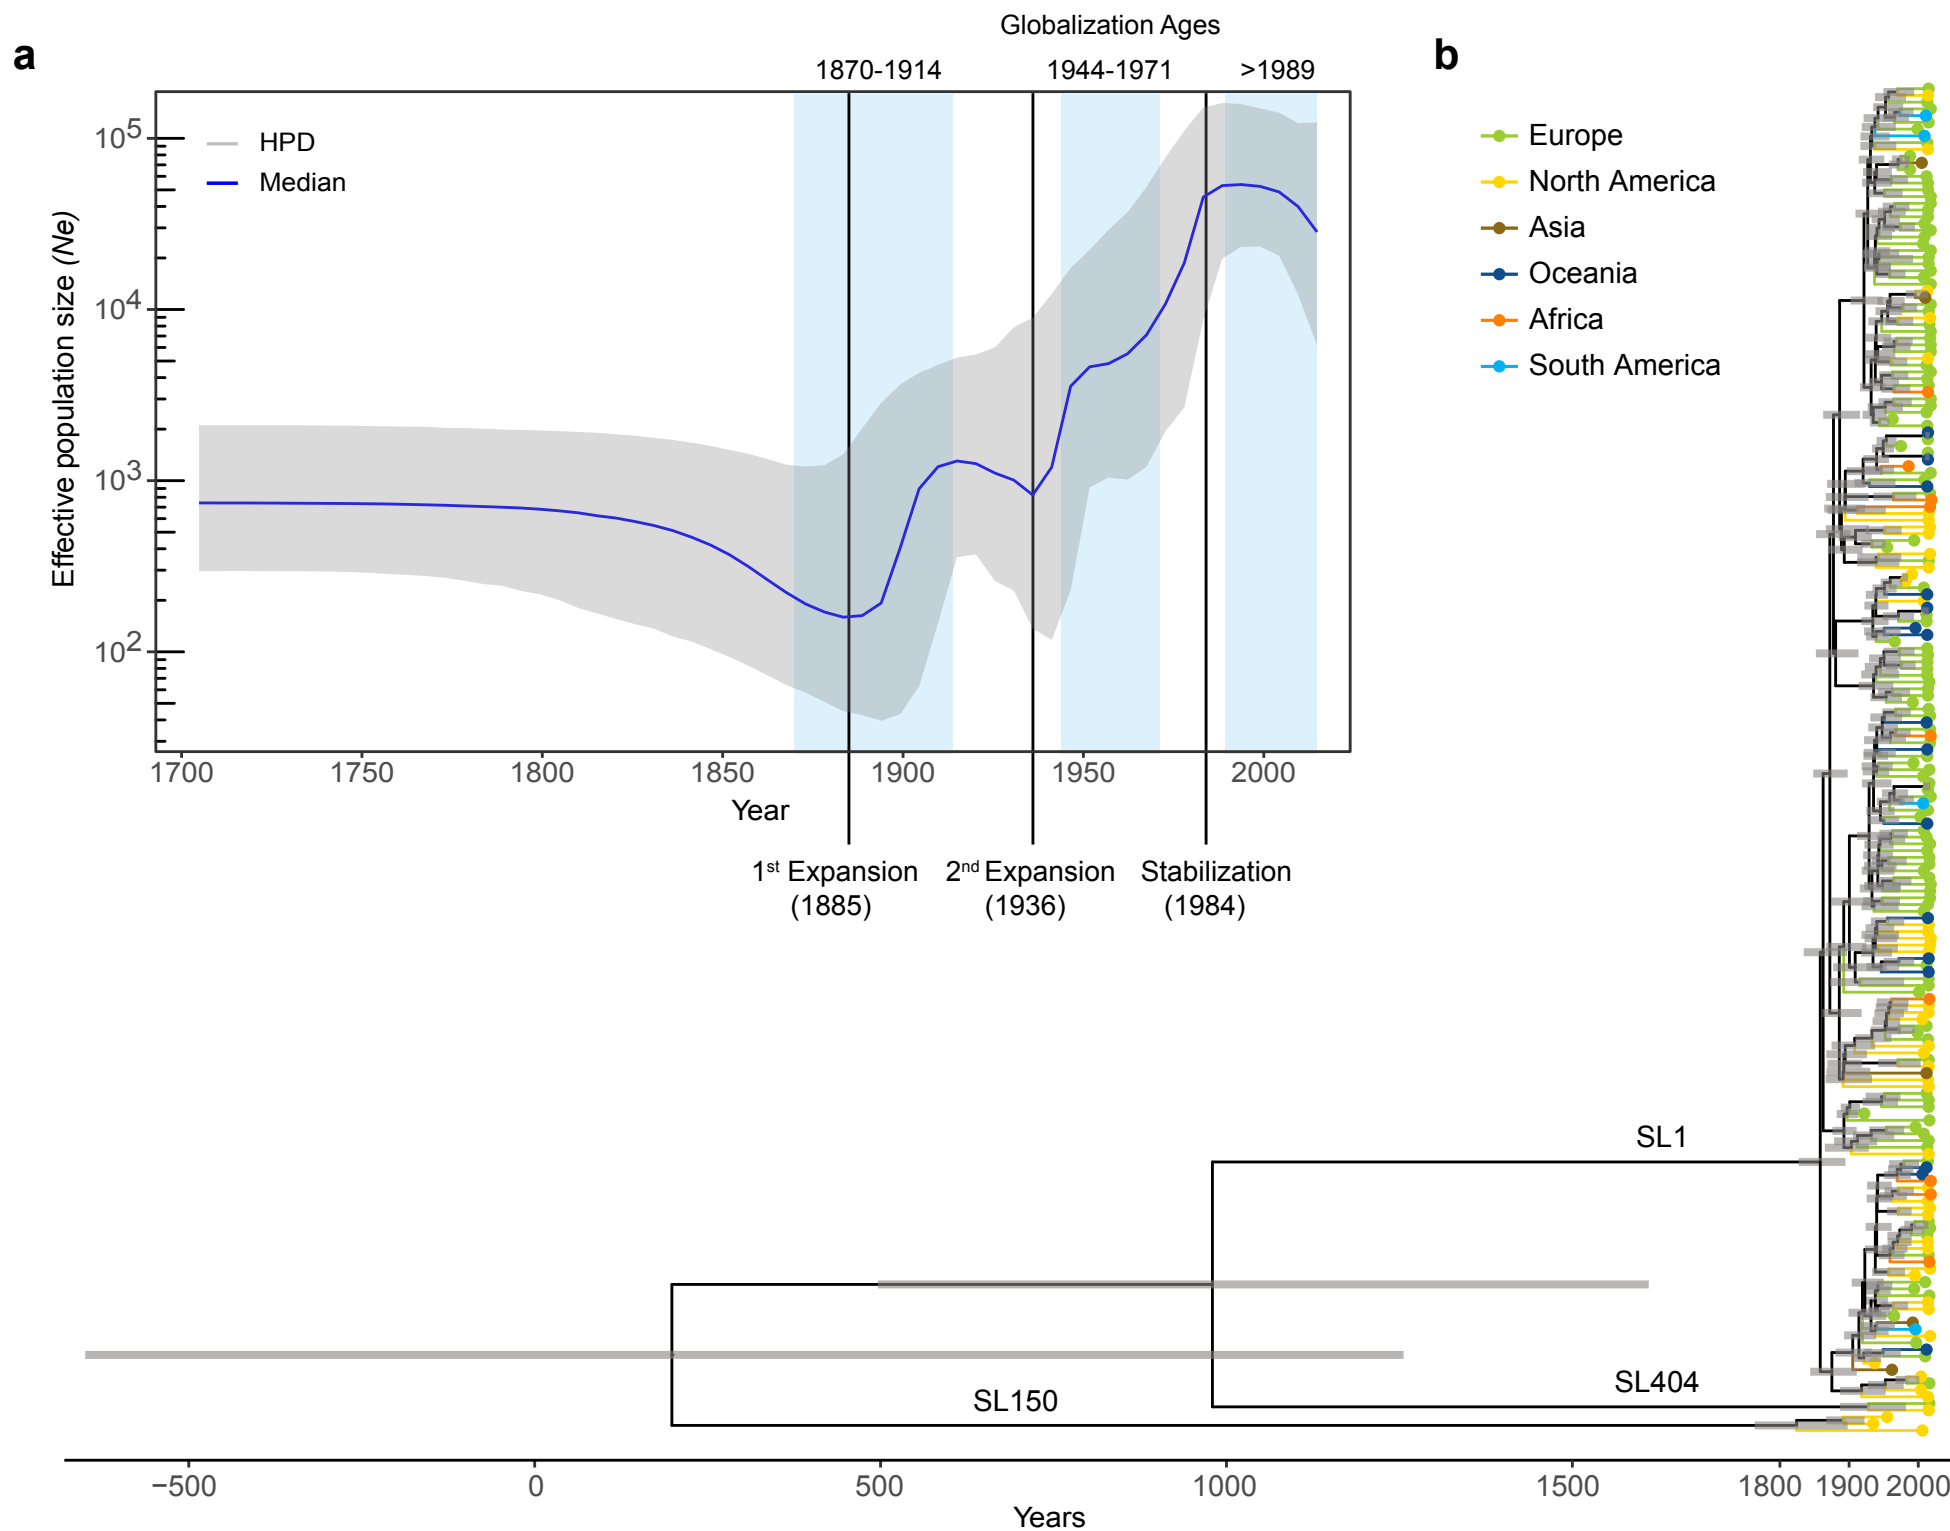 a
Globalization Ages
1870-1914
1944-1971
>1989
HPD
Median
Effective population size (Ne)
10^5
10^4
10^3
10^2
1700
1750
1800
1850
1900
1950
2000
Year
1st Expansion
(1885)
2nd Expansion
(1936)
Stabilization
(1984)
b
Europe
North America
Asia
Oceania
Africa
South America
SL1
SL404
SL150
−500
0
500
1000
1500
1800
1900
2000
Years